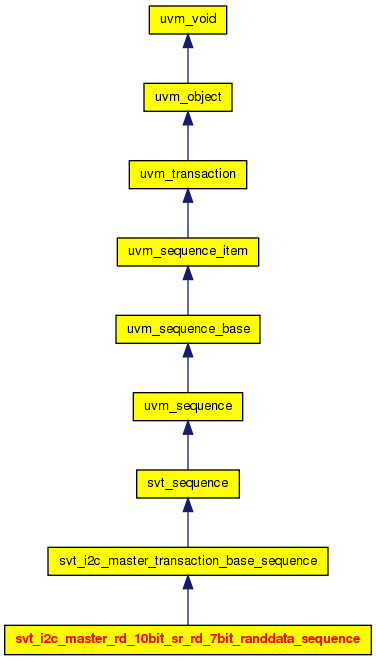 uvm_void
uvm_object
uvm_transaction
uvm_sequence_item
uvm_sequence_base
uvm_sequence
svt_sequence
svt_i2c_master_transaction_base_sequence
svt_i2c_master_rd_10bit_sr_rd_7bit_randdata_sequence